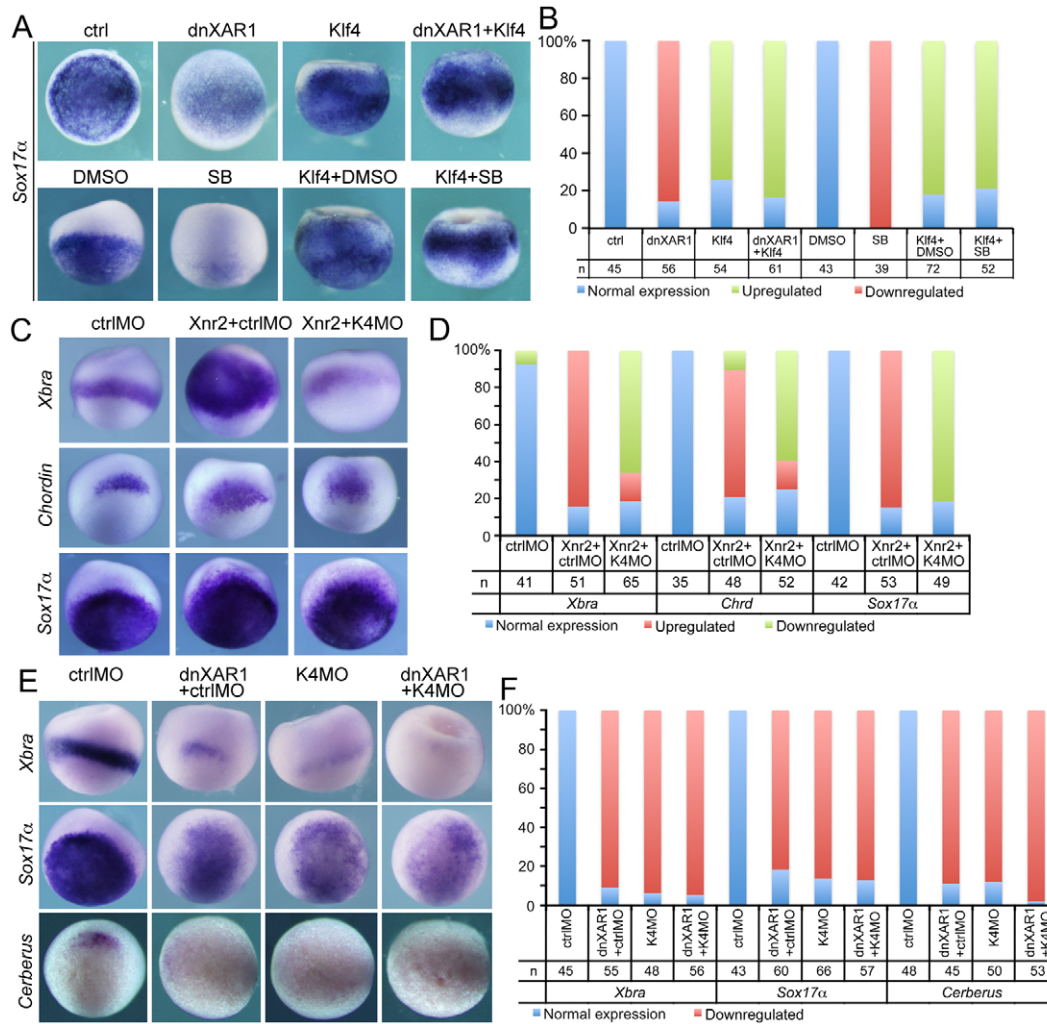 A
ctrl dnXAR1 Klf4 dnXAR1+Klf4
Sox17α
DMSO SB Klf4+DMSO Klf4+SB
B
100%
80
60
40
20
0
ctrl dnXAR1 Klf4 dnXAR1 +Klf4 DMSO SB Klf4+ DMSO Klf4+ SB
n 45 56 54 61 43 39 72 52
Normal expression Upregulated Downregulated
C
ctrlMO Xnr2+ctrlMO Xnr2+K4MO
Xbra
Chordin
Sox17α
D
100%
80
60
40
20
0
ctrlMO Xnr2+ ctrlMO Xnr2+ K4MO ctrlMO Xnr2+ ctrlMO Xnr2+ K4MO ctrlMO Xnr2+ ctrlMO Xnr2+ K4MO
n 41 51 65 35 48 52 42 53 49
Xbra Chrd Sox17α
Normal expression Upregulated Downregulated
E
ctrlMO dnXAR1 +ctrlMO K4MO dnXAR1 +K4MO
Xbra
Sox17α
Cerberus
F
100%
80
60
40
20
0
ctrlMO dnXAR1 +ctrlMO K4MO dnXAR1 +K4MO ctrlMO dnXAR1 +ctrlMO K4MO dnXAR1 +K4MO ctrlMO dnXAR1 +ctrlMO K4MO dnXAR1 +K4MO
n 45 55 48 56 43 60 66 57 48 45 50 53
Xbra Sox17α Cerberus
Normal expression Downregulated